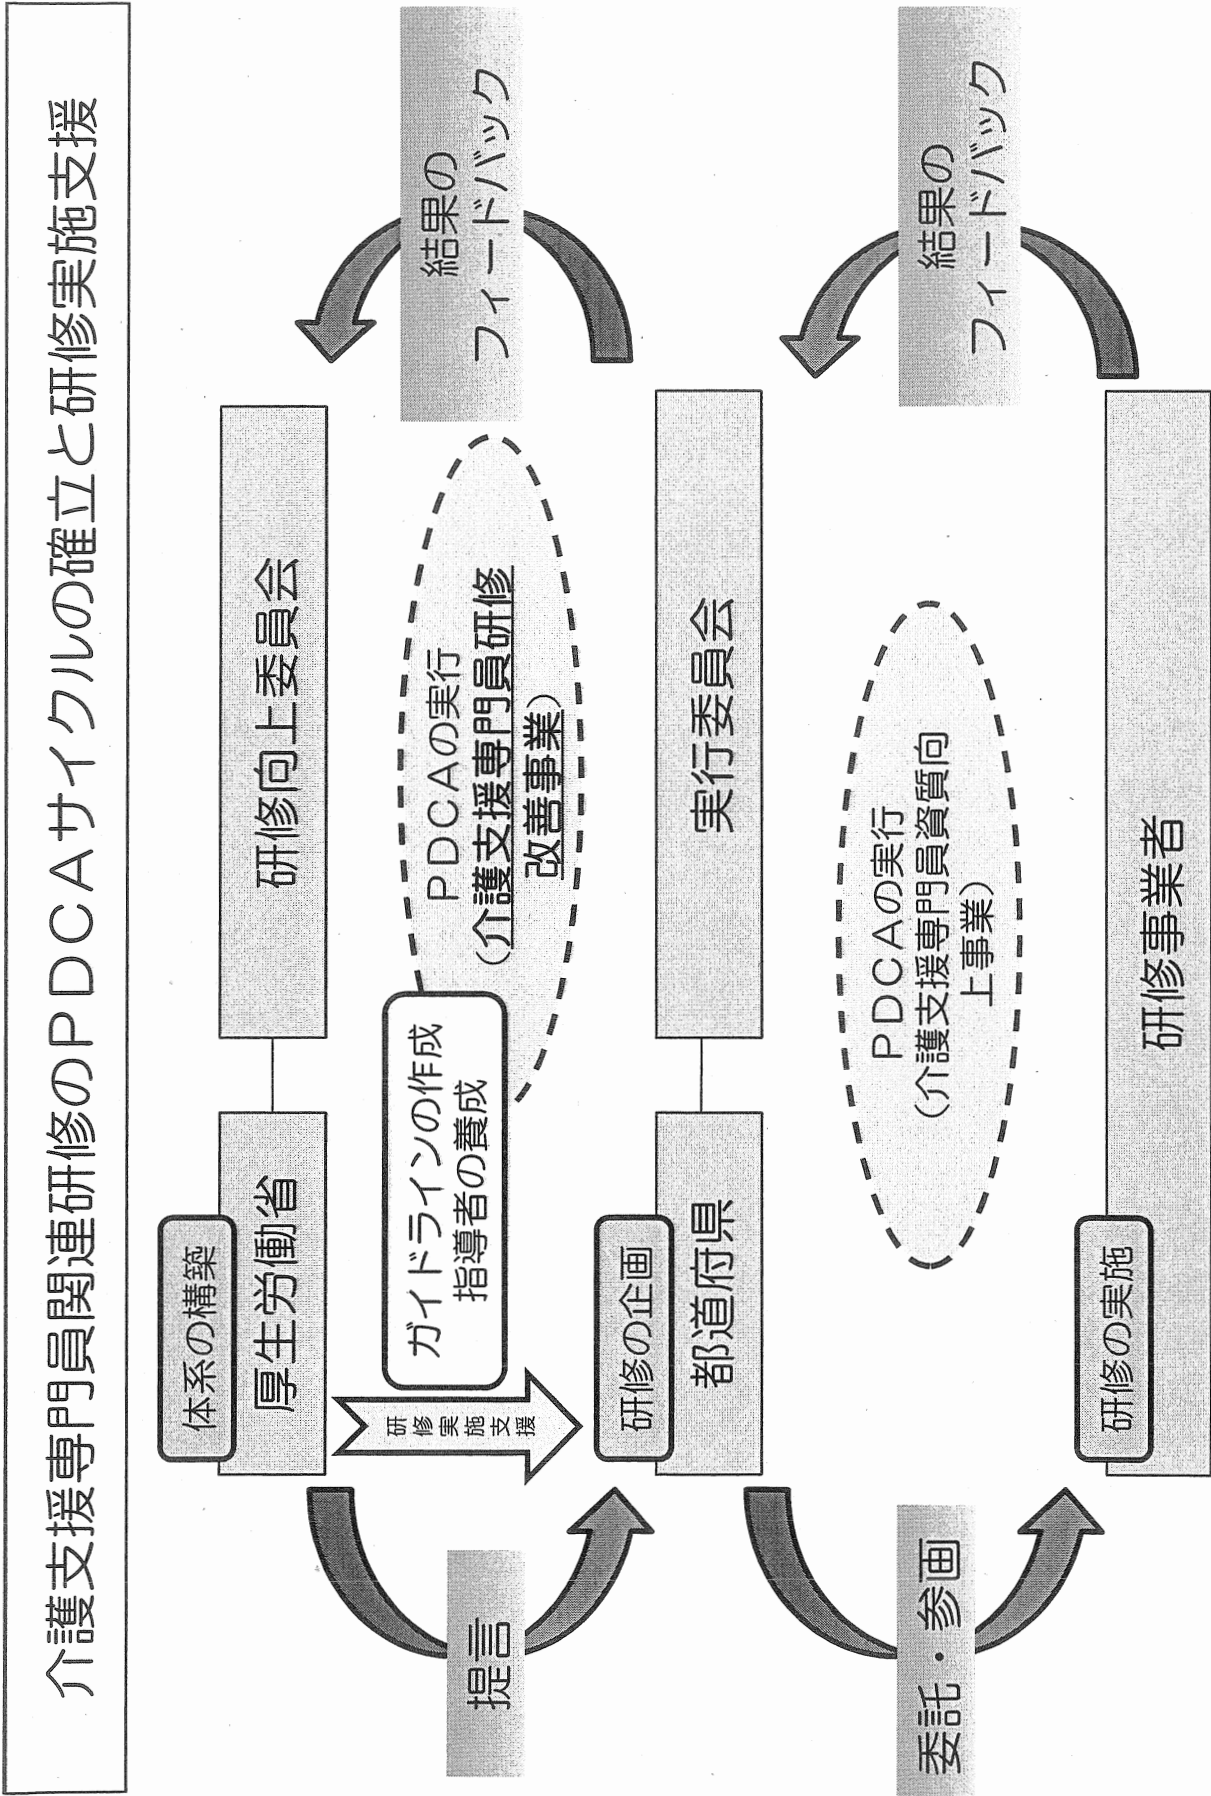 介護支援専門員関連研修のＰＤＣＡサイクルの確立と研修実施支援
体系の構築
厚生労働省
研修向上委員会
提言
研修実施支援
ガイドラインの作成
指導者の養成
ＰＤＣＡの実行
（介護支援専門員研修
改善事業）
結果の
フィードバック
研修の企画
都道府県
実行委員会
委託・参画
ＰＤＣＡの実行
（介護支援専門員資質向
上事業）
結果の
フィードバック
研修の実施
研修事業者